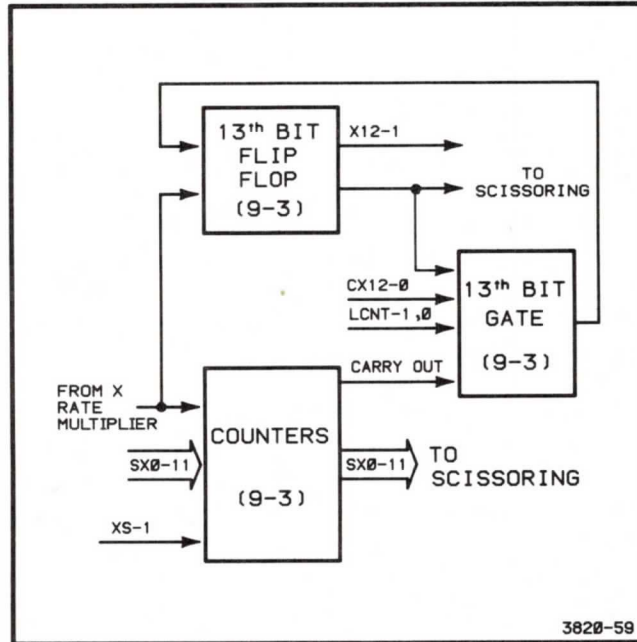 13th BIT
FLIP
FLOP
(9-3)
X12-1
TO
SCISSORING
CX12-0
LCNT-1,0
13th BIT
GATE
(9-3)
CARRY OUT
FROM X
RATE
MULTIPLIER
COUNTERS
(9-3)
SX0-11
SX0-11
TO
SCISSORING
XS-1
3820-59